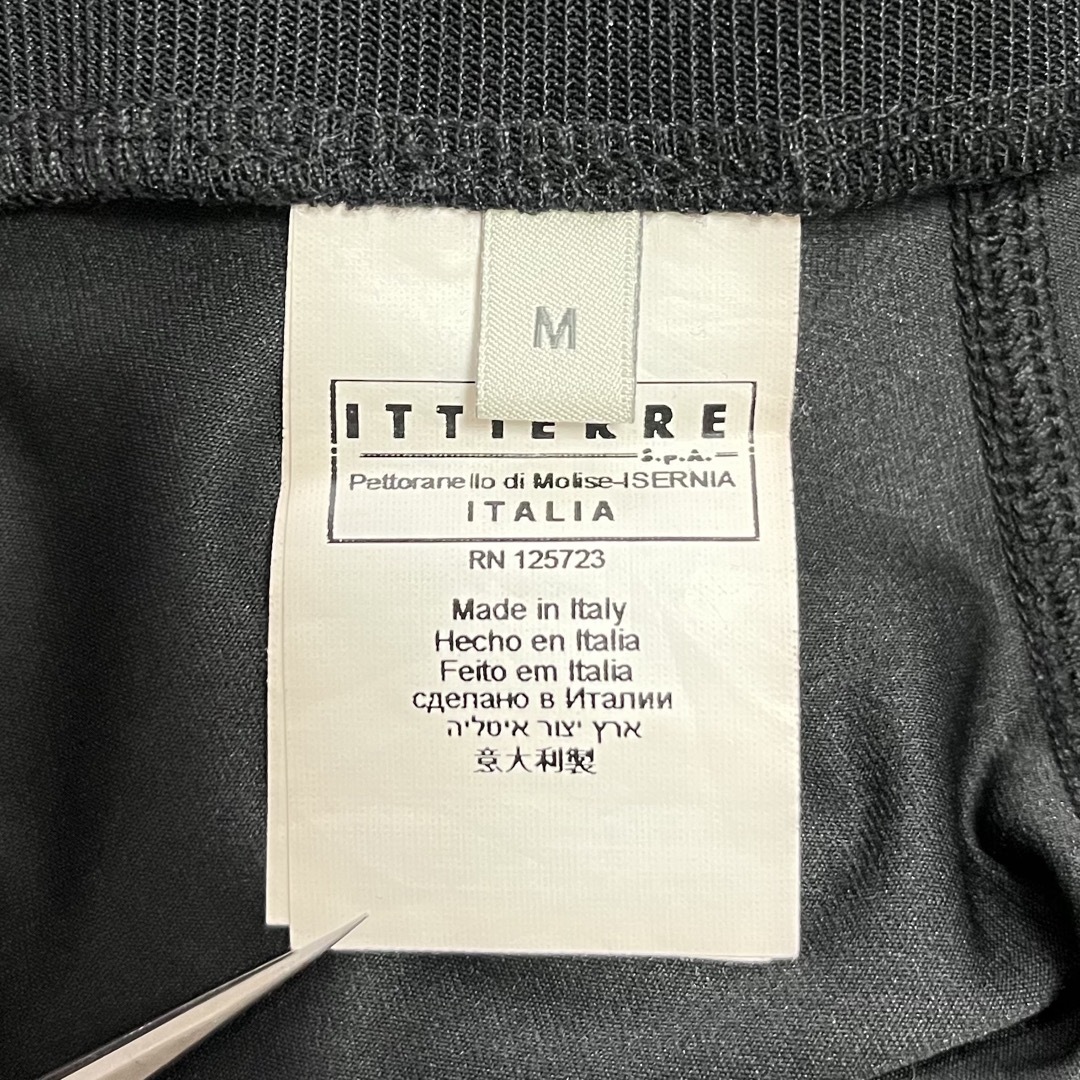 M
ITTIERRE
S.p.A.
Pettoranello di Molise-ISERNIA
ITALIA
RN 125723
Made in Italy
Hecho en Italia
Feito em Italia
сделано в Италии
ארץ יצור איטליה
意大利製